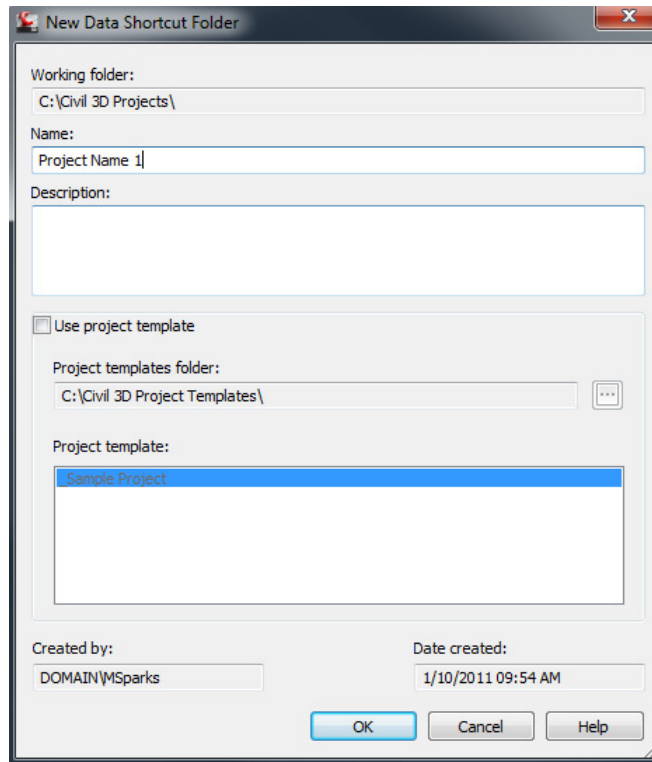 New Data Shortcut Folder
Working folder:
C:\Civil 3D Projects\
Name:
Project Name 1
Description:
Use project template
Project templates folder:
C:\Civil 3D Project Templates\
...
Project template:
_Sample Project
Created by:
Date created:
DOMAIN\MSparks
1/10/2011 09:54 AM
OK
Cancel
Help